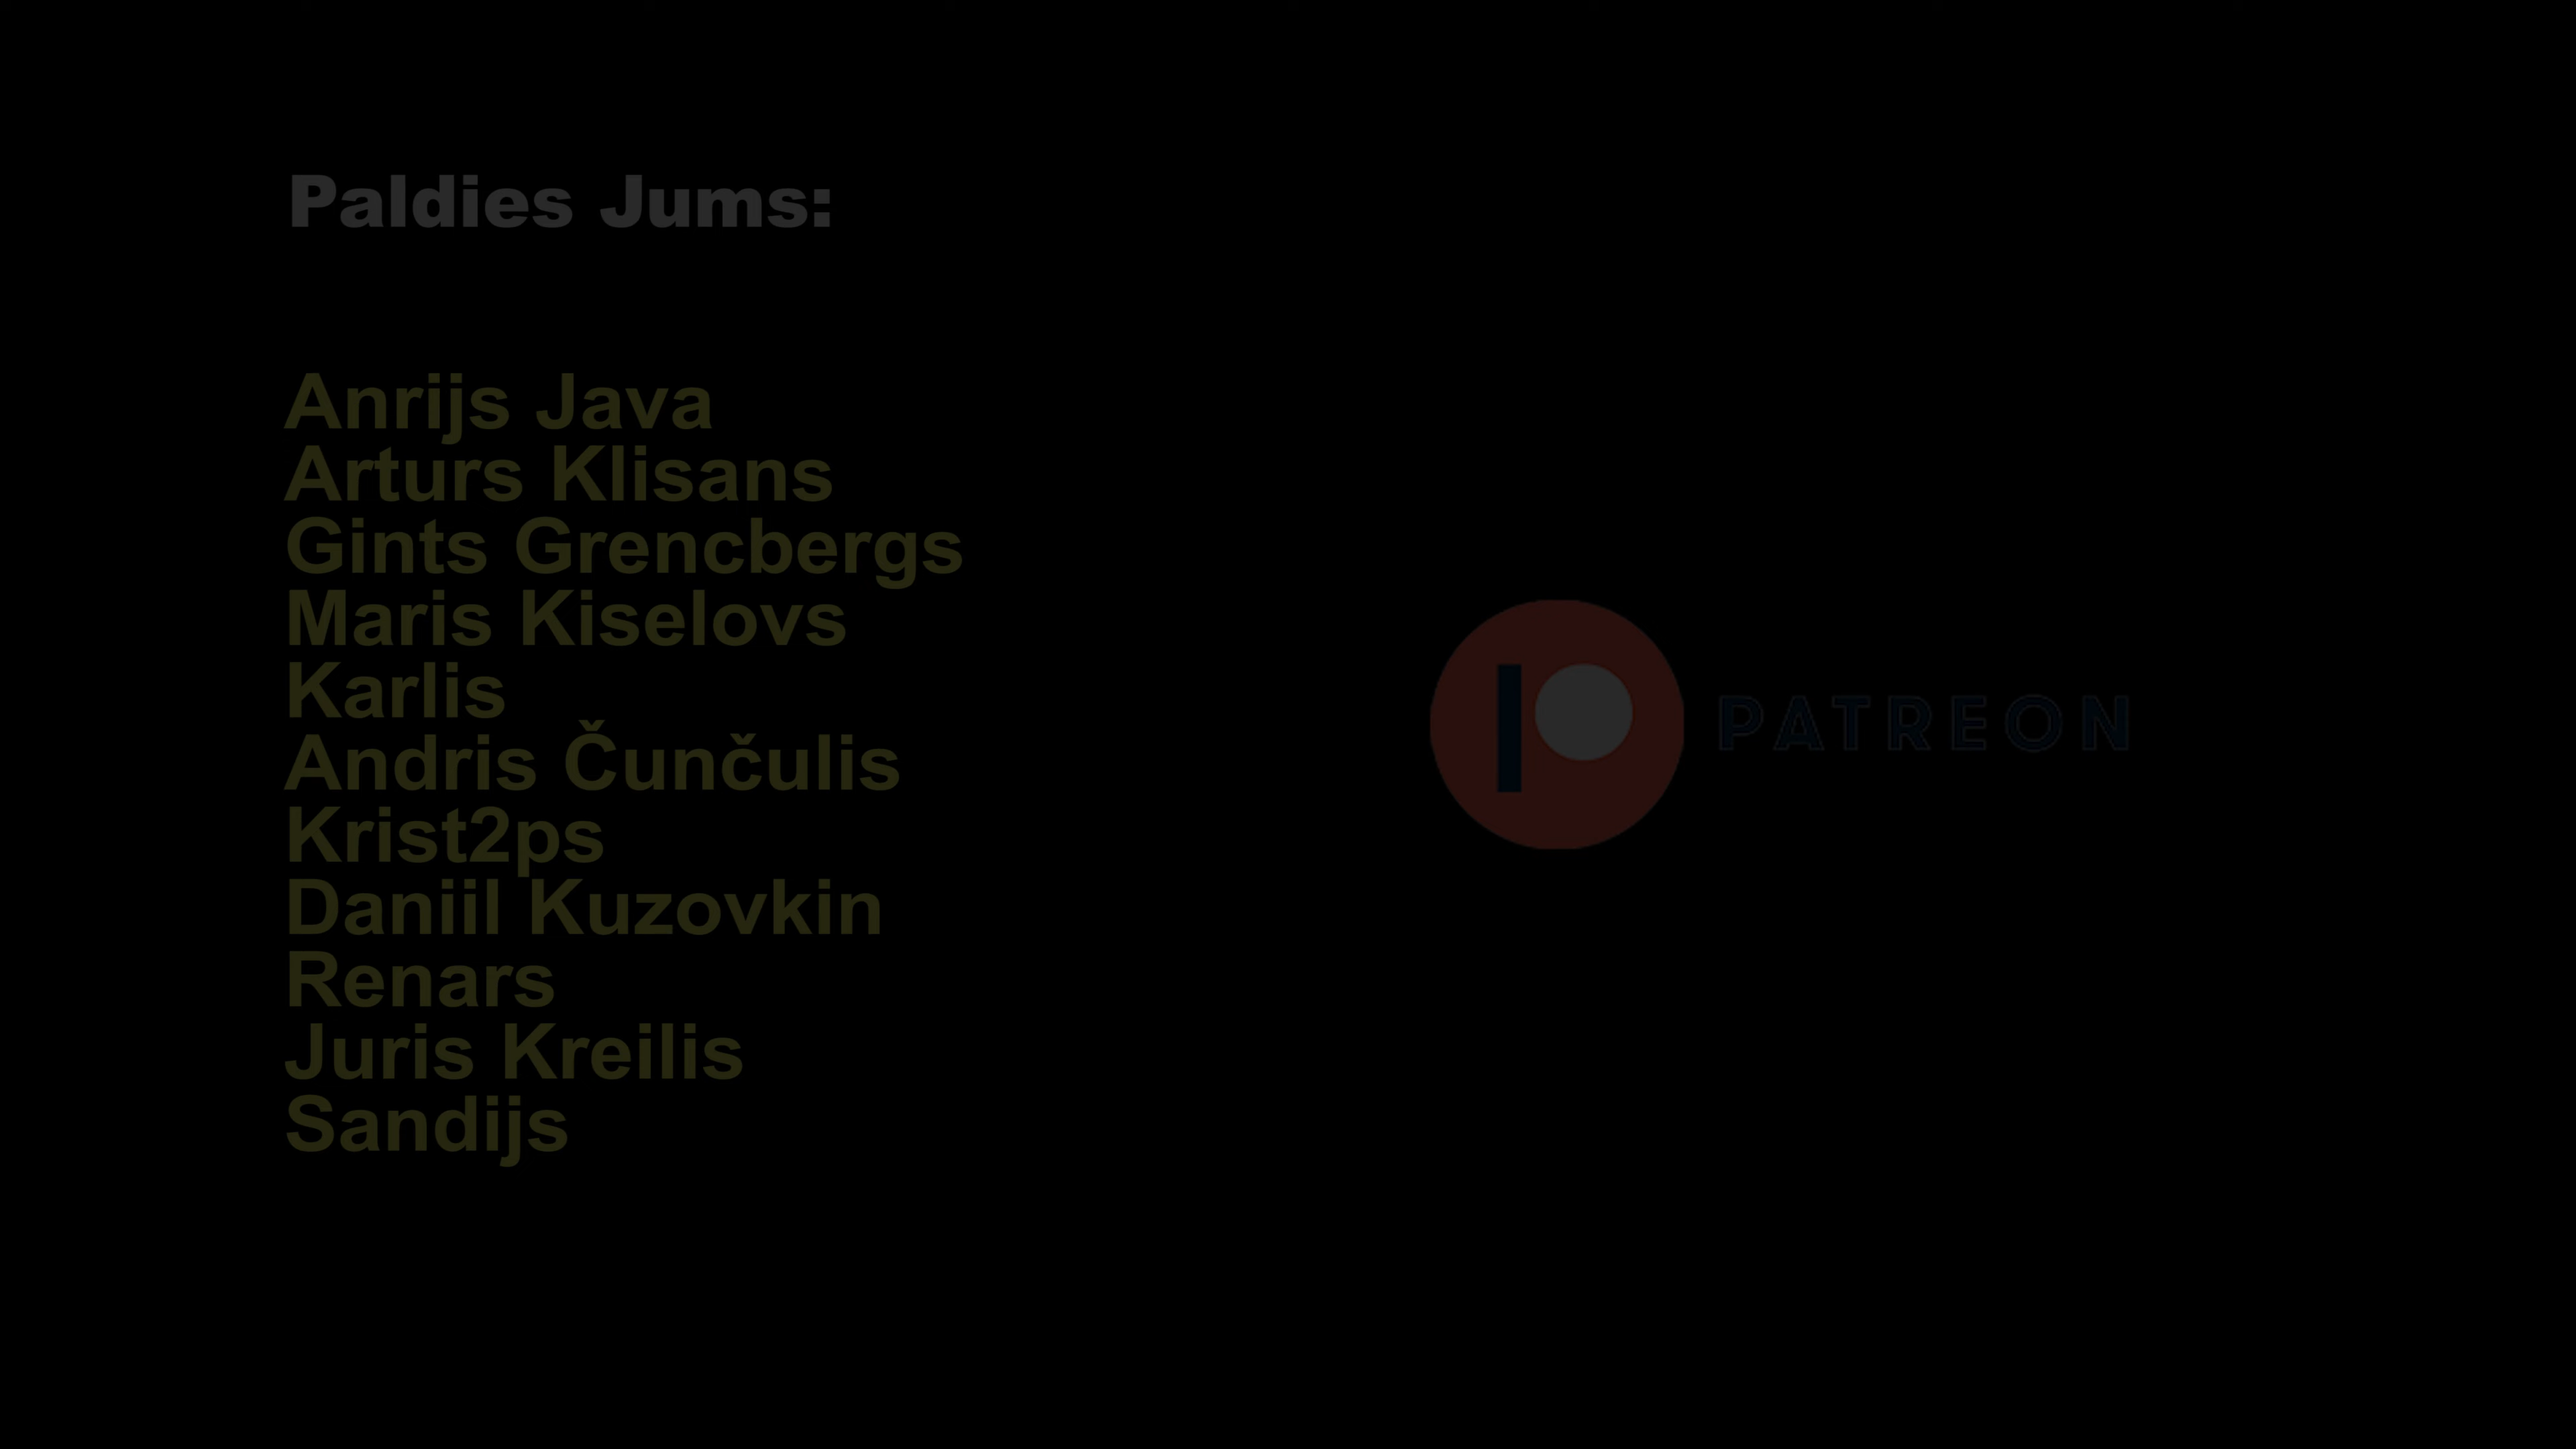 Paldies Jums:
Anrijs Java
Arturs Klisans
Gints Grencbergs
Maris Kiselovs
Karlis
Andris Čunčulis
Krist2ps
Daniil Kuzovkin
Renars
Juris Kreilis
Sandijs
PATREON